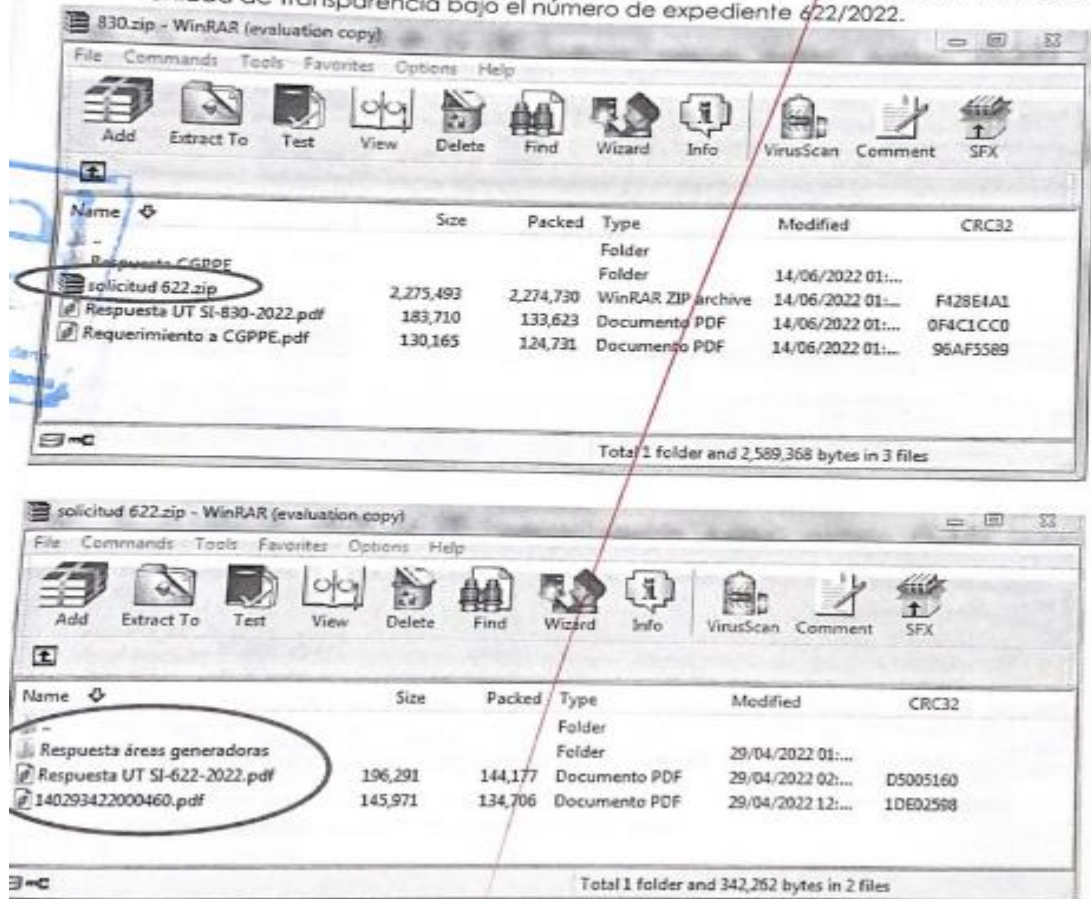 de Transparencia bajo el número de expediente 622/2022.
830.zip - WinRAR (evaluation copy)
File Commands Tools Favorites Options Help
Add Extract To Test View Delete Find Wizard Info VirusScan Comment SFX
Name Size Packed Type Modified CRC32
.. Folder
Respuesta CGPPE Folder 14/06/2022 01:...
solicitud 622.zip 2,275,493 2,274,730 WinRAR ZIP archive 14/06/2022 01:... F428E4A1
Respuesta UT SI-830-2022.pdf 183,710 133,623 Documento PDF 14/06/2022 01:... 0F4C1CC0
Requerimiento a CGPPE.pdf 130,165 124,731 Documento PDF 14/06/2022 01:... 96AF5589
Total 1 folder and 2,589,368 bytes in 3 files
solicitud 622.zip - WinRAR (evaluation copy)
File Commands Tools Favorites Options Help
Add Extract To Test View Delete Find Wizard Info VirusScan Comment SFX
Name Size Packed Type Modified CRC32
.. Folder
Respuesta áreas generadoras Folder 29/04/2022 01:...
Respuesta UT SI-622-2022.pdf 196,291 144,177 Documento PDF 29/04/2022 02:... D5005160
140293422000460.pdf 145,971 134,706 Documento PDF 29/04/2022 12:... 1DE02598
Total 1 folder and 342,262 bytes in 2 files